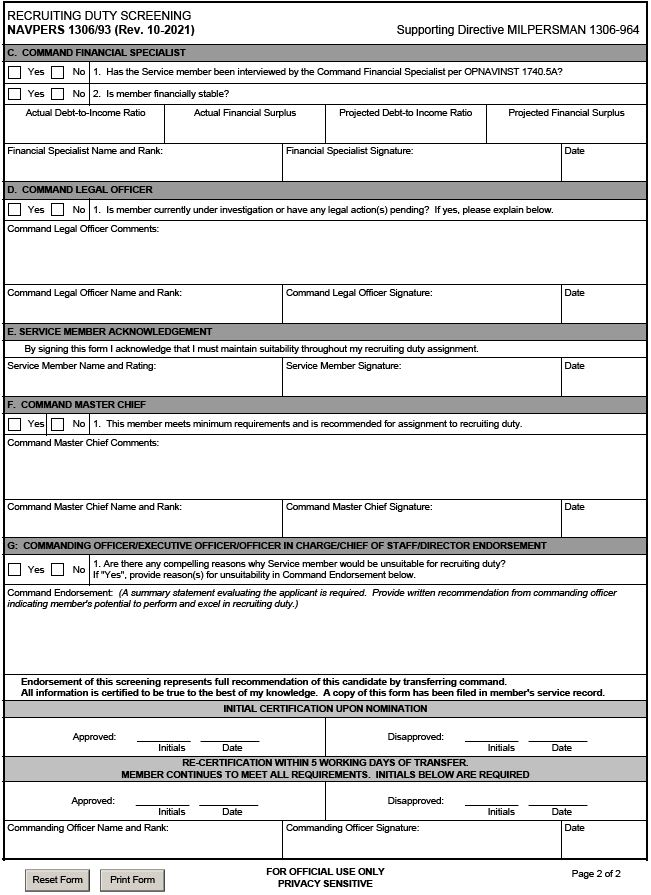 RECRUITING DUTY SCREENING
NAVPERS 1306/93 (Rev. 10-2021) Supporting Directive MILPERSMAN 1306-964
C. COMMAND FINANCIAL SPECIALIST
Yes No 1. Has the Service member been interviewed by the Command Financial Specialist per OPNAVINST 1740.5A?
Yes No 2. Is member financially stable?
Actual Debt-to-Income Ratio Actual Financial Surplus Projected Debt-to Income Ratio Projected Financial Surplus
Financial Specialist Name and Rank: Financial Specialist Signature: Date
D. COMMAND LEGAL OFFICER
Yes No 1. Is member currently under investigation or have any legal action(s) pending? If yes, please explain below.
Command Legal Officer Comments:
Command Legal Officer Name and Rank: Command Legal Officer Signature: Date
E. SERVICE MEMBER ACKNOWLEDGEMENT
By signing this form I acknowledge that I must maintain suitability throughout my recruiting duty assignment.
Service Member Name and Rating: Service Member Signature: Date
F. COMMAND MASTER CHIEF
Yes No 1. This member meets minimum requirements and is recommended for assignment to recruiting duty.
Command Master Chief Comments:
Command Master Chief Name and Rank: Command Master Chief Signature: Date
G: COMMANDING OFFICER/EXECUTIVE OFFICER/OFFICER IN CHARGE/CHIEF OF STAFF/DIRECTOR ENDORSEMENT
Yes No 1. Are there any compelling reasons why Service member would be unsuitable for recruiting duty?
If "Yes", provide reason(s) for unsuitability in Command Endorsement below.
Command Endorsement: (A summary statement evaluating the applicant is required. Provide written recommendation from commanding officer
indicating member's potential to perform and excel in recruiting duty.)
Endorsement of this screening represents full recommendation of this candidate by transferring command.
All information is certified to be true to the best of my knowledge. A copy of this form has been filed in member's service record.
INITIAL CERTIFICATION UPON NOMINATION
Approved: Disapproved:
Initials Date Initials Date
RE-CERTIFICATION WITHIN 5 WORKING DAYS OF TRANSFER.
MEMBER CONTINUES TO MEET ALL REQUIREMENTS. INITIALS BELOW ARE REQUIRED
Approved: Disapproved:
Initials Date Initials Date
Commanding Officer Name and Rank: Commanding Officer Signature: Date
Reset Form Print Form FOR OFFICIAL USE ONLY Page 2 of 2
PRIVACY SENSITIVE